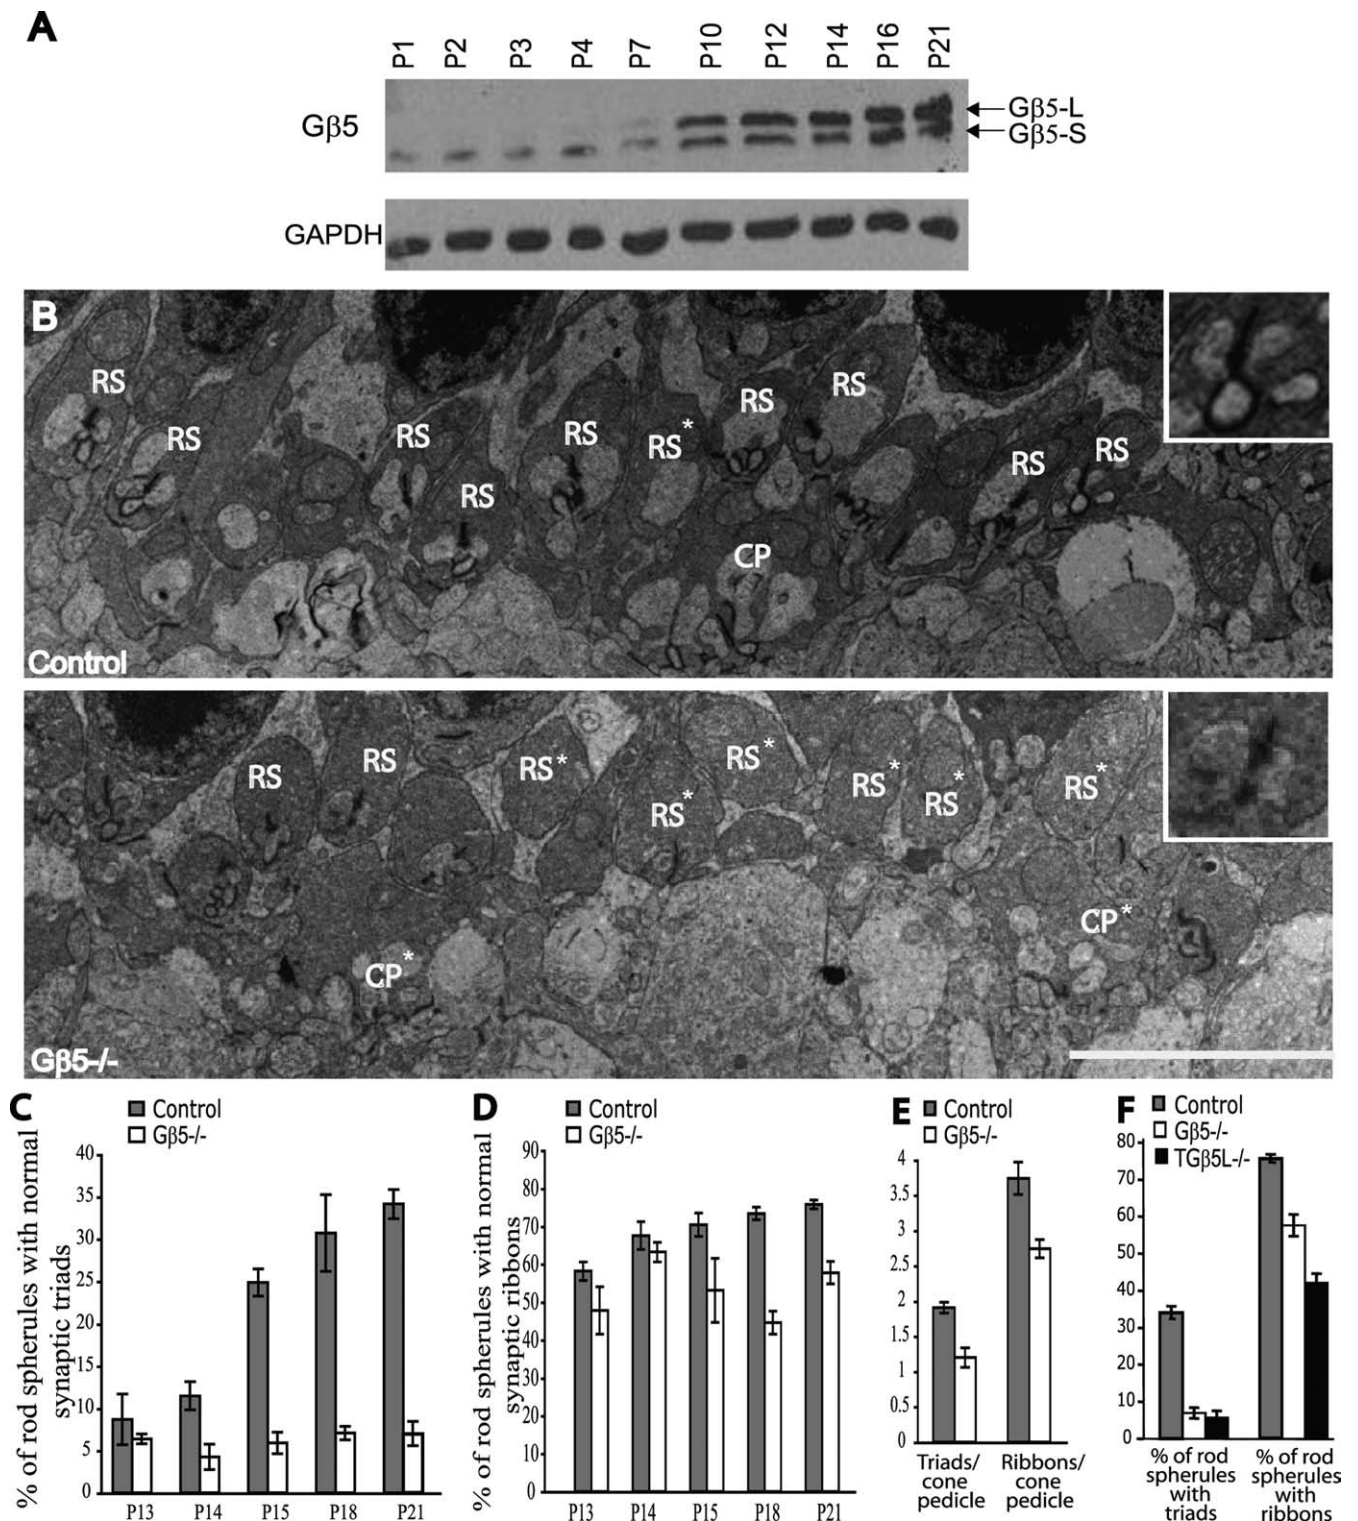 A
P1 P2 P3 P4 P7 P10 P12 P14 P16 P21
Gβ5
Gβ5-L
Gβ5-S
GAPDH
B
RS RS RS RS RS RS* RS RS RS RS
CP
Control
RS RS RS* RS* RS* RS* RS* RS*
CP* CP*
Gβ5-/-
C
Control
Gβ5-/-
% of rod spherules with normal
synaptic triads
40
35
30
25
20
15
10
5
0
P13 P14 P15 P18 P21
D
Control
Gβ5-/-
% of rod spherules with normal
synaptic ribbons
90
80
70
60
50
40
30
20
10
0
P13 P14 P15 P18 P21
E
Control
Gβ5-/-
4
3.5
3
2.5
2
1.5
1
0.5
0
Triads/
cone
pedicle
Ribbons/
cone
pedicle
F
Control
Gβ5-/-
TGβ5L-/-
80
70
60
50
40
30
20
10
0
% of rod
spherules
with
triads
% of rod
spherules
with
ribbons